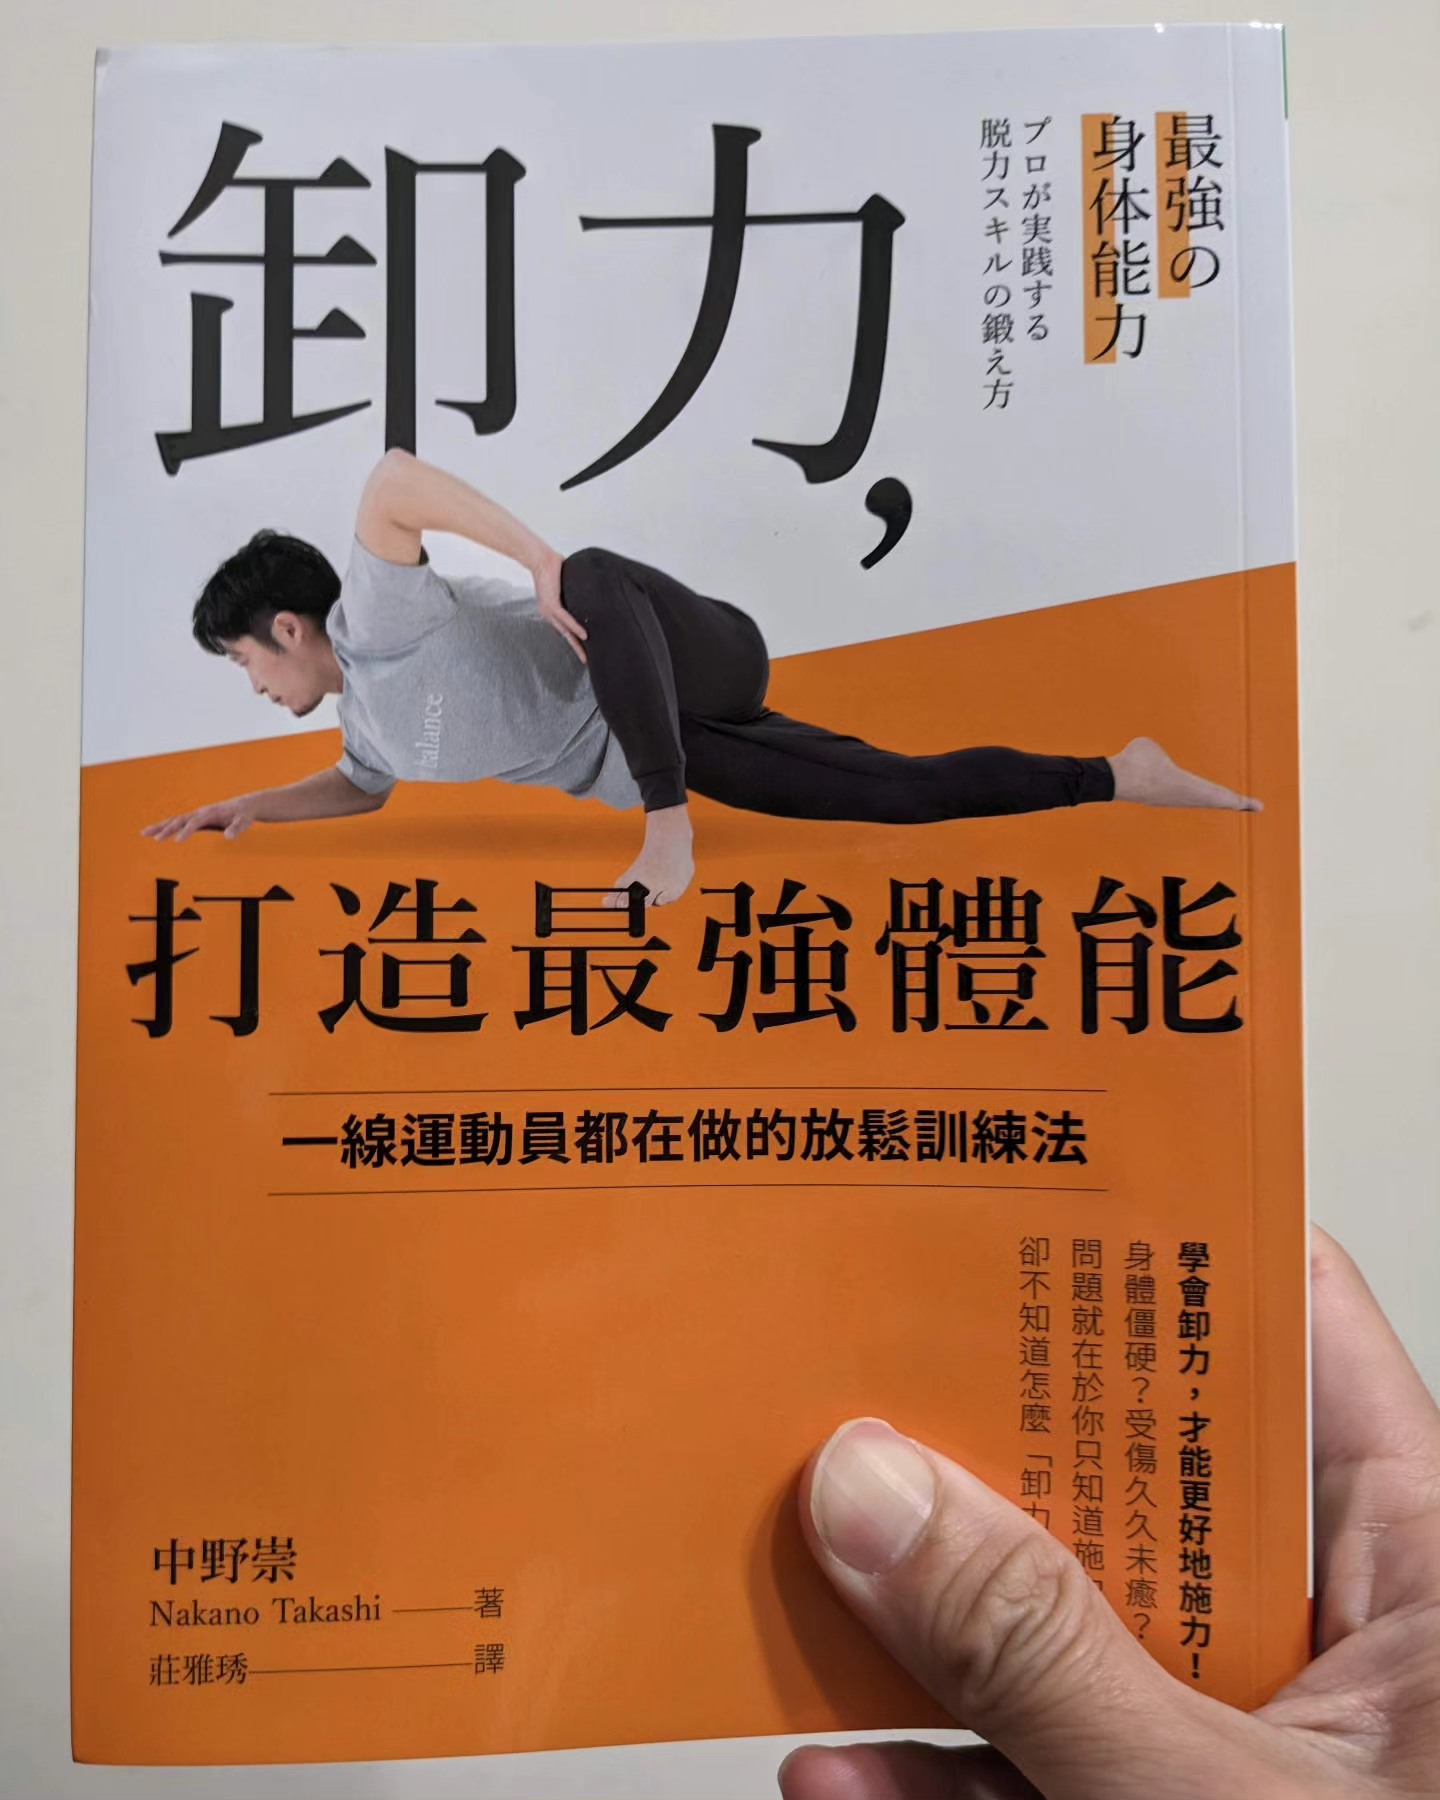 最強の
身体能力
プロが実践する
脱力スキルの鍛え方
卸力，
balance
打造最強體能
一線運動員都在做的放鬆訓練法
學會卸力，才能更好地施力！
身體僵硬？受傷久久未癒？
問題就在於你只知道施
卻不知道怎麼「卸力
中野崇
Nakano Takashi ——著
莊雅琇——譯